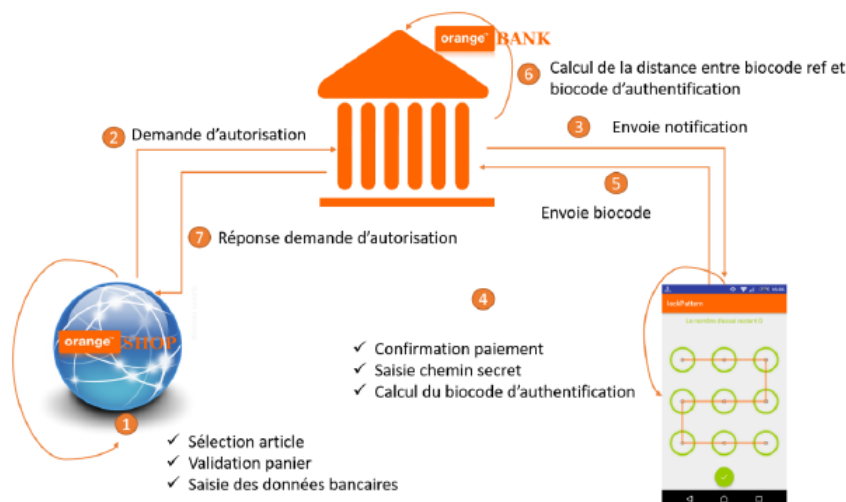 orange™ BANK
6 Calcul de la distance entre biocode ref et
biocode d'authentification
2 Demande d'autorisation
3 Envoie notification
5
Envoie biocode
7 Réponse demande d'autorisation
4
✓ Confirmation paiement
✓ Saisie chemin secret
✓ Calcul du biocode d'authentification
orange™ SHOP
1
✓ Sélection article
✓ Validation panier
✓ Saisie des données bancaires
lockPattern